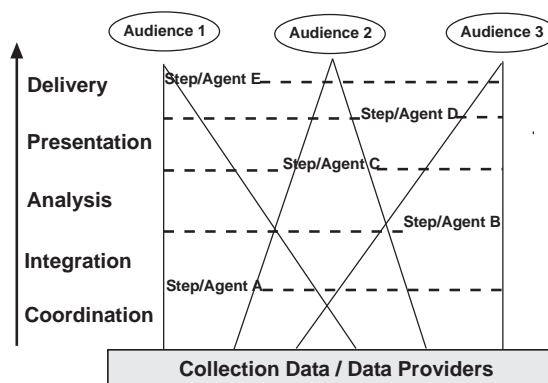 Audience 1
Audience 2
Audience 3
Delivery
Step/Agent E
Step/Agent D
Presentation
Step/Agent C
Analysis
Step/Agent B
Integration
Step/Agent A
Coordination
Collection Data / Data Providers